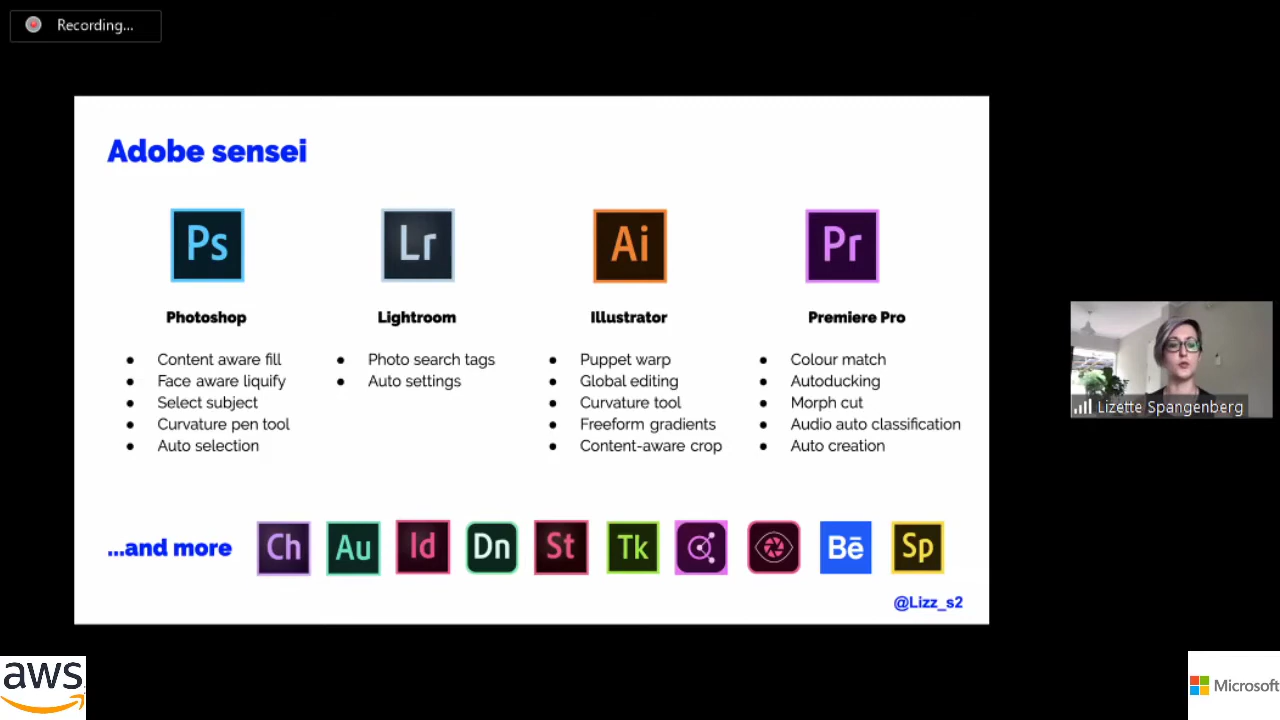 Recording...
Adobe sensei
Ps
Lr
Ai
Pr
Photoshop
Lightroom
Illustrator
Premiere Pro
● Content aware fill
● Face aware liquify
● Select subject
● Curvature pen tool
● Auto selection
● Photo search tags
● Auto settings
● Puppet warp
● Global editing
● Curvature tool
● Freeform gradients
● Content-aware crop
● Colour match
● Autoducking
● Morph cut
● Audio auto classification
● Auto creation
...and more
Ch
Au
Id
Dn
St
Tk
Bē
Sp
@Lizz_s2
Lizette Spangenberg
aws
Microsoft